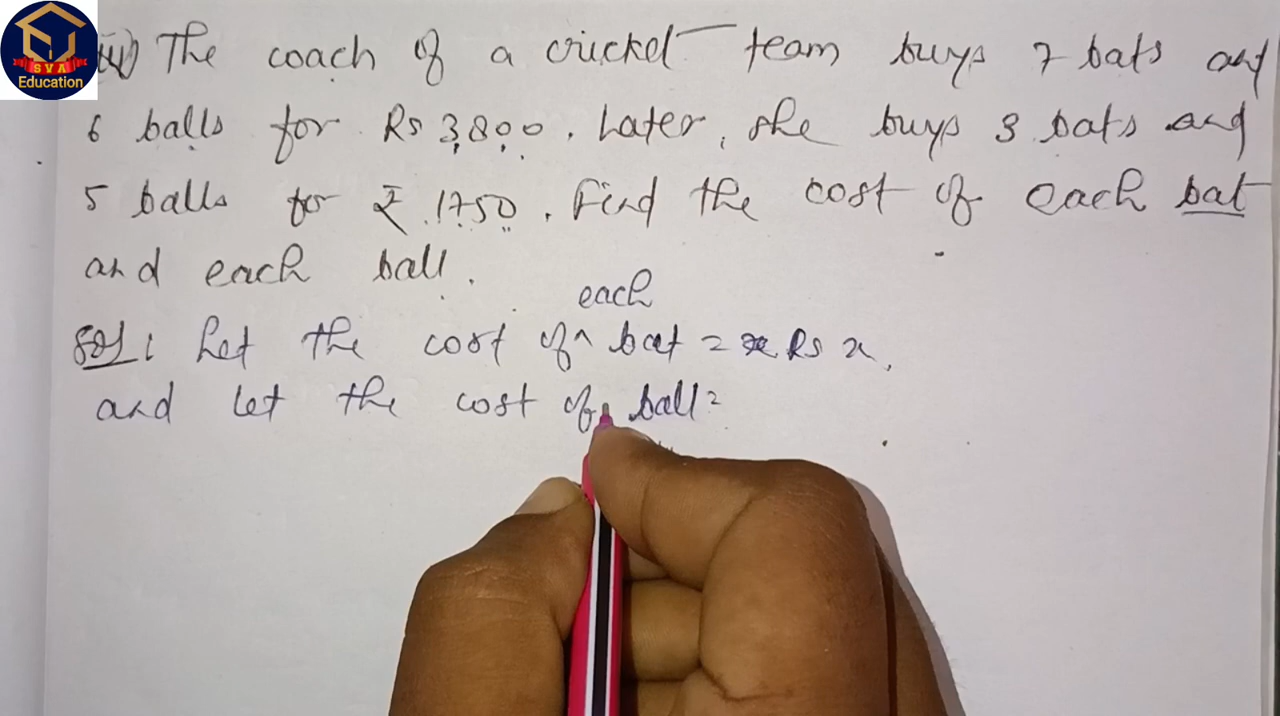 SVA
Education
iii) The coach of a cricket team buys 7 bats and
6 balls for Rs 3,800. Later, she buys 3 bats and
5 balls for ₹ 1750. Find the cost of each bat
and each ball.
each
Sol: Let the cost of ^ bat = Rs x,
and let the cost of ball =